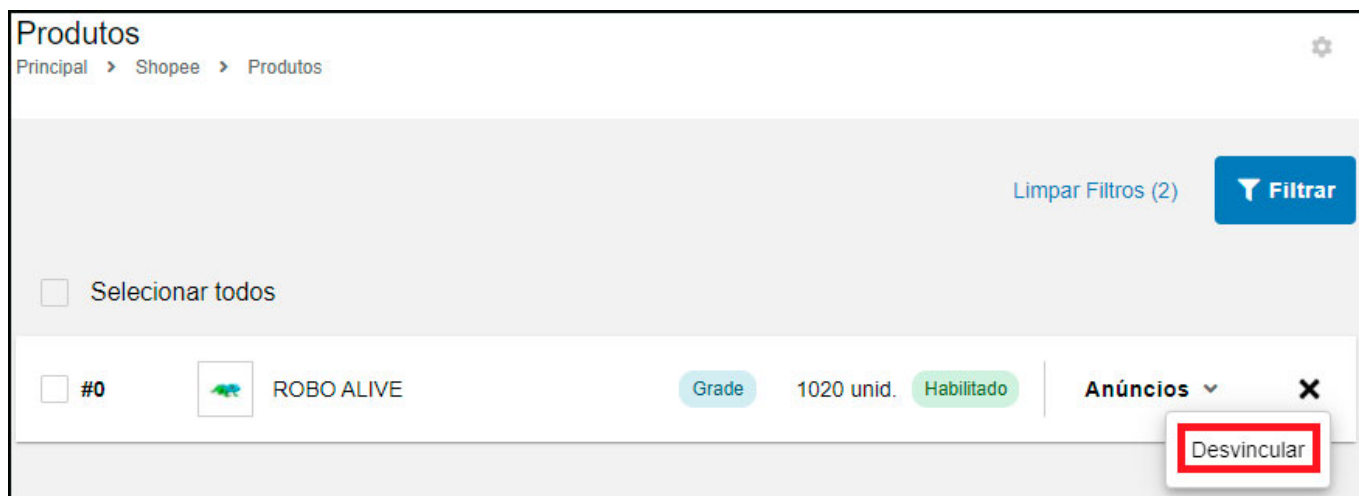 Produtos
Principal > Shopee > Produtos
Limpar Filtros (2)
Filtrar
Selecionar todos
#0 ROBO ALIVE Grade 1020 unid. Habilitado Anúncios
Desvincular